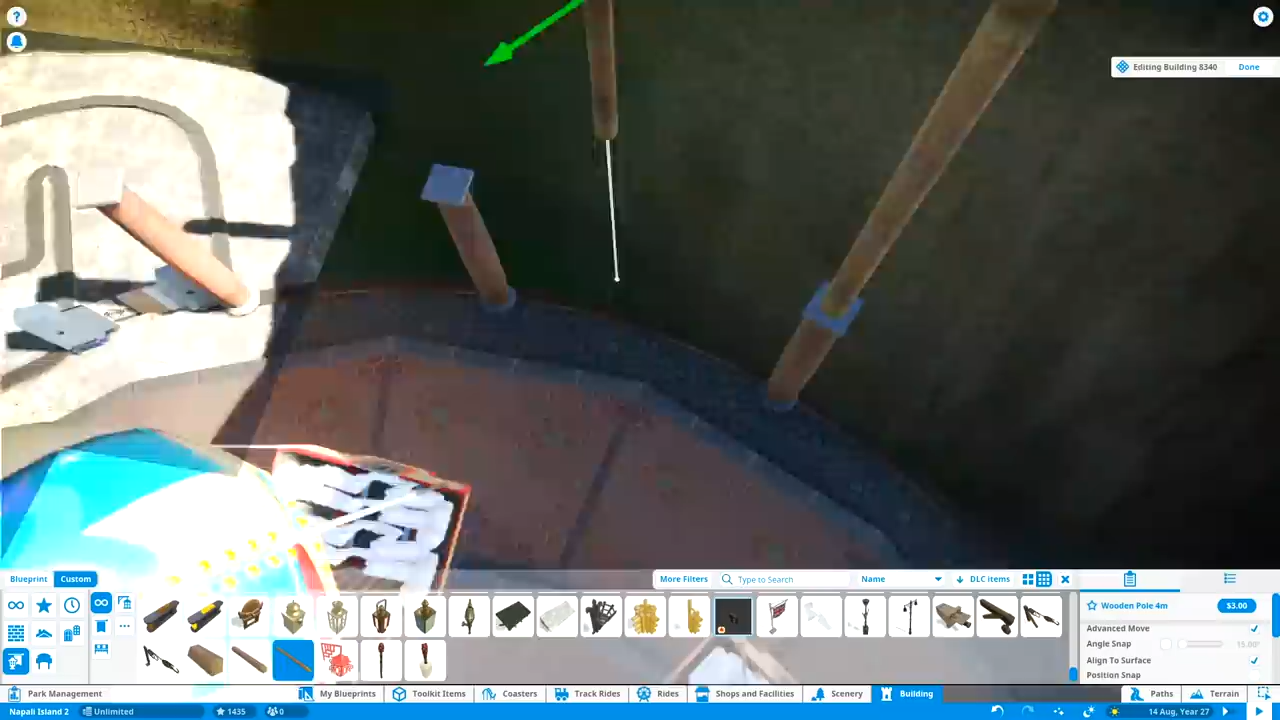 Editing Building 8340 Done
Blueprint Custom
More Filters Type to Search Name DLC items
Wooden Pole 4m $3.00
Advanced Move
Angle Snap 15.00°
Align To Surface
Position Snap
Park Management My Blueprints Toolkit Items Coasters Track Rides Rides Shops and Facilities Scenery Building Paths Terrain
Napali Island 2 Unlimited 1435 0 14 Aug, Year 27